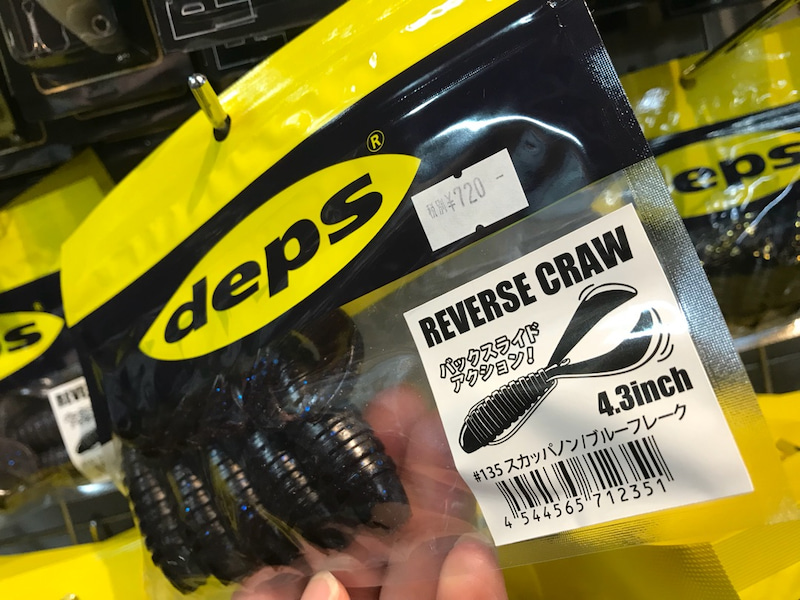 deps®
税別¥720-
REVERSE CRAW
バックスライド
アクション!
4.3inch
#135 スカッパノン/ブルーフレーク
4 544565 712351
deps
ps
REVERSE